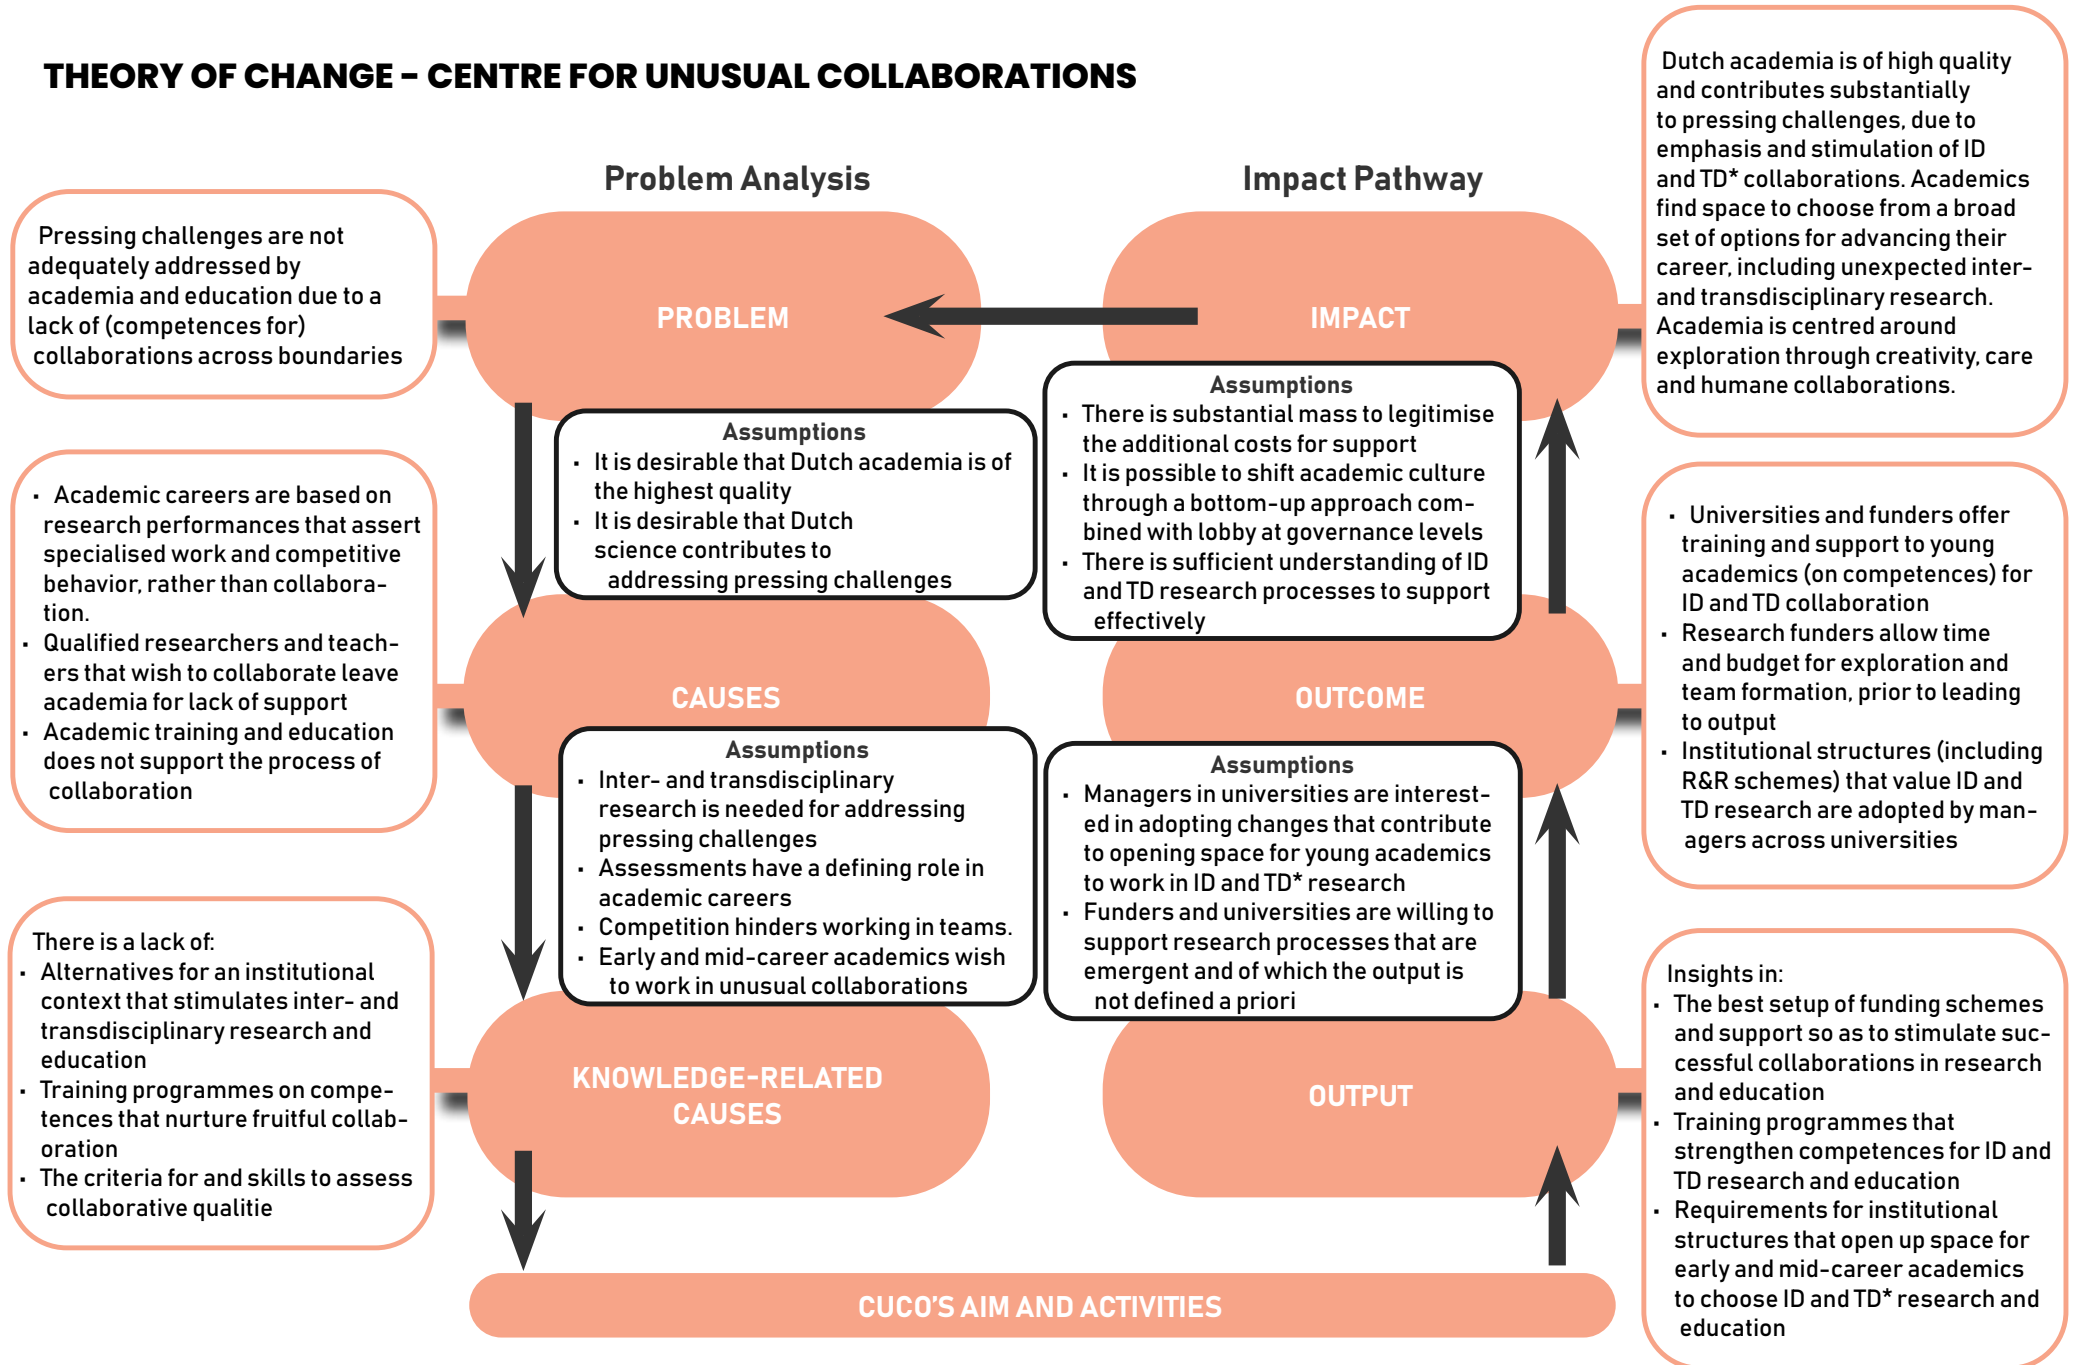 THEORY OF CHANGE – CENTRE FOR UNUSUAL COLLABORATIONS
Problem Analysis
Impact Pathway
Pressing challenges are not
adequately addressed by
academia and education due to a
lack of (competences for)
collaborations across boundaries
PROBLEM
IMPACT
Dutch academia is of high quality
and contributes substantially
to pressing challenges, due to
emphasis and stimulation of ID
and TD* collaborations. Academics
find space to choose from a broad
set of options for advancing their
career, including unexpected inter-
and transdisciplinary research.
Academia is centred around
exploration through creativity, care
and humane collaborations.
Assumptions
• It is desirable that Dutch academia is of
the highest quality
• It is desirable that Dutch
science contributes to
addressing pressing challenges
Assumptions
• There is substantial mass to legitimise
the additional costs for support
• It is possible to shift academic culture
through a bottom-up approach com-
bined with lobby at governance levels
• There is sufficient understanding of ID
and TD research processes to support
effectively
• Academic careers are based on
research performances that assert
specialised work and competitive
behavior, rather than collabora-
tion.
• Qualified researchers and teach-
ers that wish to collaborate leave
academia for lack of support
• Academic training and education
does not support the process of
collaboration
CAUSES
OUTCOME
• Universities and funders offer
training and support to young
academics (on competences) for
ID and TD collaboration
• Research funders allow time
and budget for exploration and
team formation, prior to leading
to output
• Institutional structures (including
R&R schemes) that value ID and
TD research are adopted by man-
agers across universities
Assumptions
• Inter- and transdisciplinary
research is needed for addressing
pressing challenges
• Assessments have a defining role in
academic careers
• Competition hinders working in teams.
• Early and mid-career academics wish
to work in unusual collaborations
Assumptions
• Managers in universities are interest-
ed in adopting changes that contribute
to opening space for young academics
to work in ID and TD* research
• Funders and universities are willing to
support research processes that are
emergent and of which the output is
not defined a priori
There is a lack of:
• Alternatives for an institutional
context that stimulates inter- and
transdisciplinary research and
education
• Training programmes on compe-
tences that nurture fruitful collab-
oration
• The criteria for and skills to assess
collaborative qualitie
KNOWLEDGE-RELATED
CAUSES
OUTPUT
Insights in:
• The best setup of funding schemes
and support so as to stimulate suc-
cessful collaborations in research
and education
• Training programmes that
strengthen competences for ID and
TD research and education
• Requirements for institutional
structures that open up space for
early and mid-career academics
to choose ID and TD* research and
education
CUCO'S AIM AND ACTIVITIES